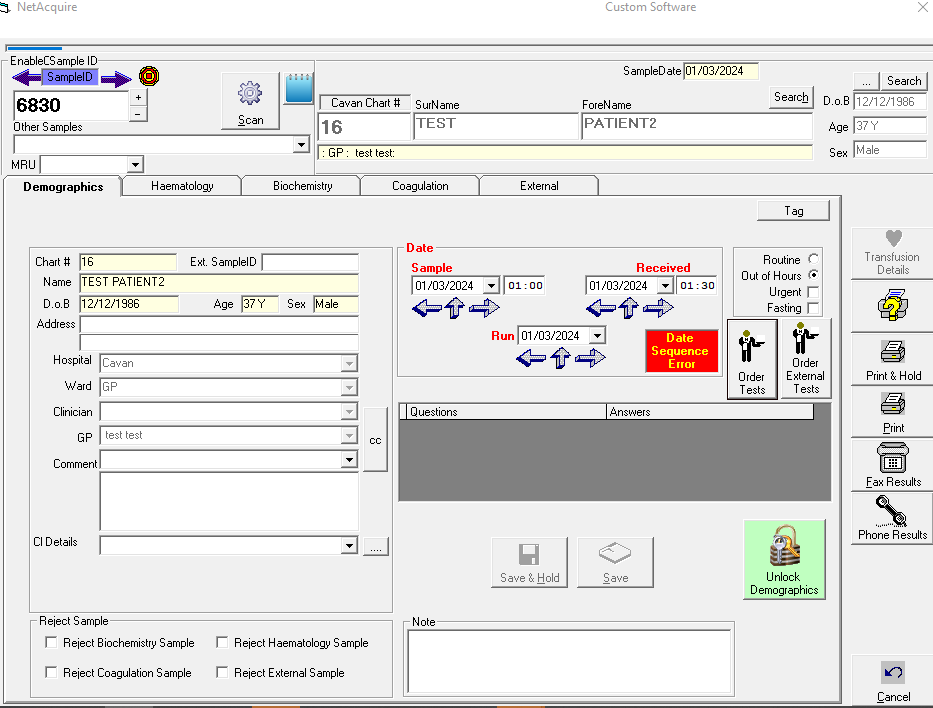 NetAcquire Custom Software
EnableCSample ID
SampleID
6830
+
-
Other Samples
MRU
Scan
SampleDate 01/03/2024
Cavan Chart # SurName ForeName Search
16 TEST PATIENT2
: GP : test test:
... Search
D.o.B 12/12/1986
Age 37 Y
Sex Male
Demographics Haematology Biochemistry Coagulation External
Tag
Chart # 16 Ext. SampleID
Name TEST PATIENT2
D.o.B 12/12/1986 Age 37 Y Sex Male
Address
Hospital Cavan
Ward GP
Clinician
GP test test
Comment
cc
CI Details
....
Date
Sample Received
01/03/2024 01:00 01/03/2024 01:30
Run 01/03/2024
Date
Sequence
Error
Routine
Out of Hours
Urgent
Fasting
Order
Tests
Order
External
Tests
Questions Answers
Save & Hold Save
Unlock
Demographics
Reject Sample
Reject Biochemistry Sample Reject Haematology Sample
Reject Coagulation Sample Reject External Sample
Note
Transfusion
Details
Print & Hold
Print
Fax Results
Phone Results
Cancel